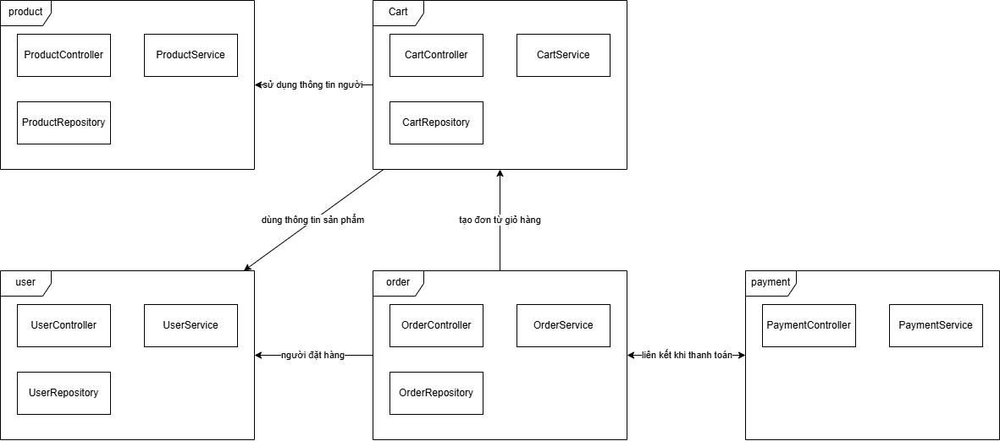 product
ProductController
ProductService
ProductRepository
sử dụng thông tin người
Cart
CartController
CartService
CartRepository
dùng thông tin sản phẩm
tạo đơn từ giỏ hàng
user
UserController
UserService
UserRepository
người đặt hàng
order
OrderController
OrderService
OrderRepository
liên kết khi thanh toán
payment
PaymentController
PaymentService